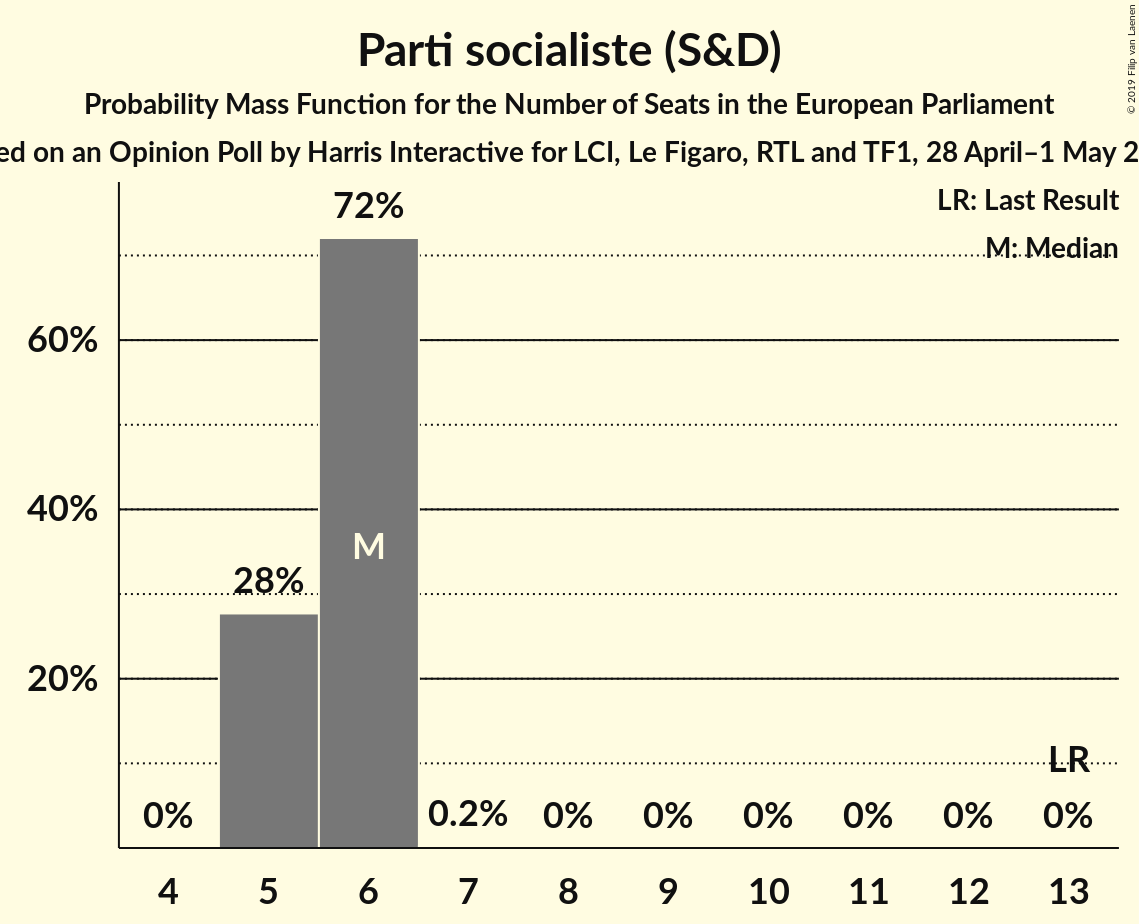 Parti socialiste (S&D)
Probability Mass Function for the Number of Seats in the European Parliament
on an Opinion Poll by Harris Interactive for LCI, Le Figaro, RTL and TF1, 28 April–1 May
© 2019 Filip van Laenen
LR: Last Result
M: Median
72%
60%
40%
M
28%
20%
LR
0%
0.2%
0%
0%
0%
0%
0%
0%
4 5 6 7 8 9 10 11 12 13